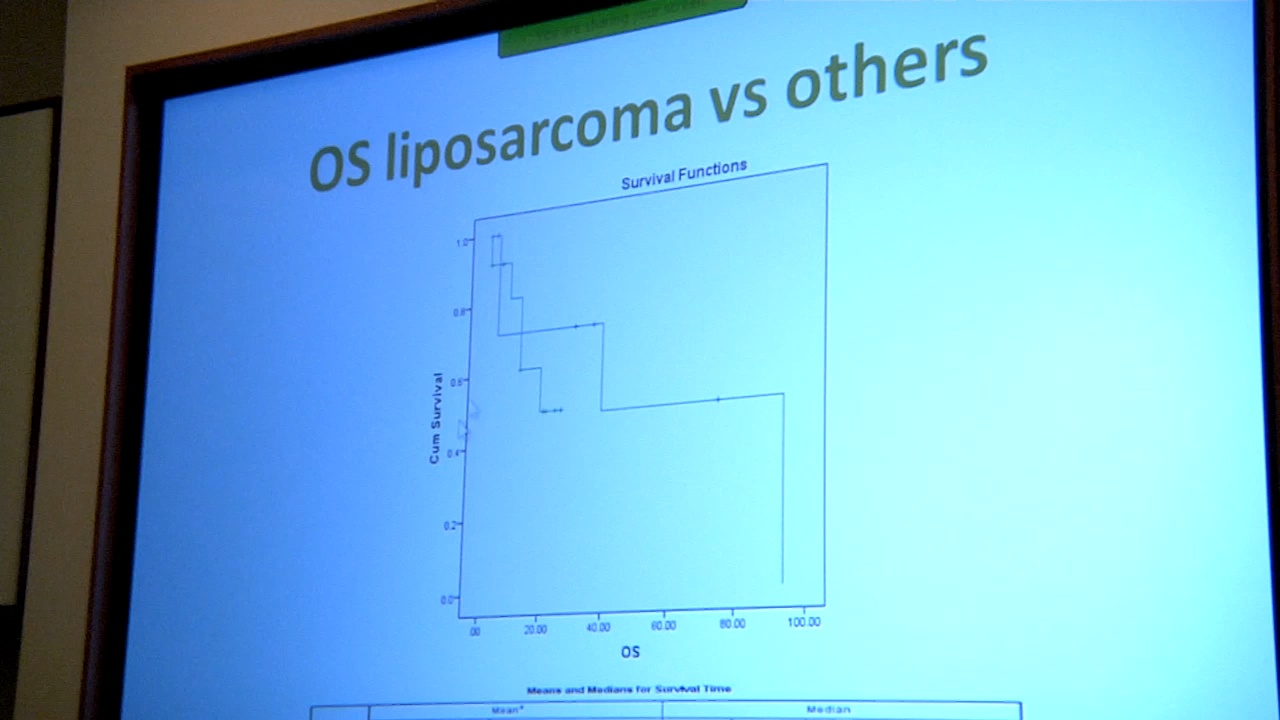 OS liposarcoma vs others
Survival Functions
1.0
0.8
0.6
0.4
0.2
0.0
Cum Survival
.00 20.00 40.00 60.00 80.00 100.00
OS
Means and Medians for Survival Time
Mean Median